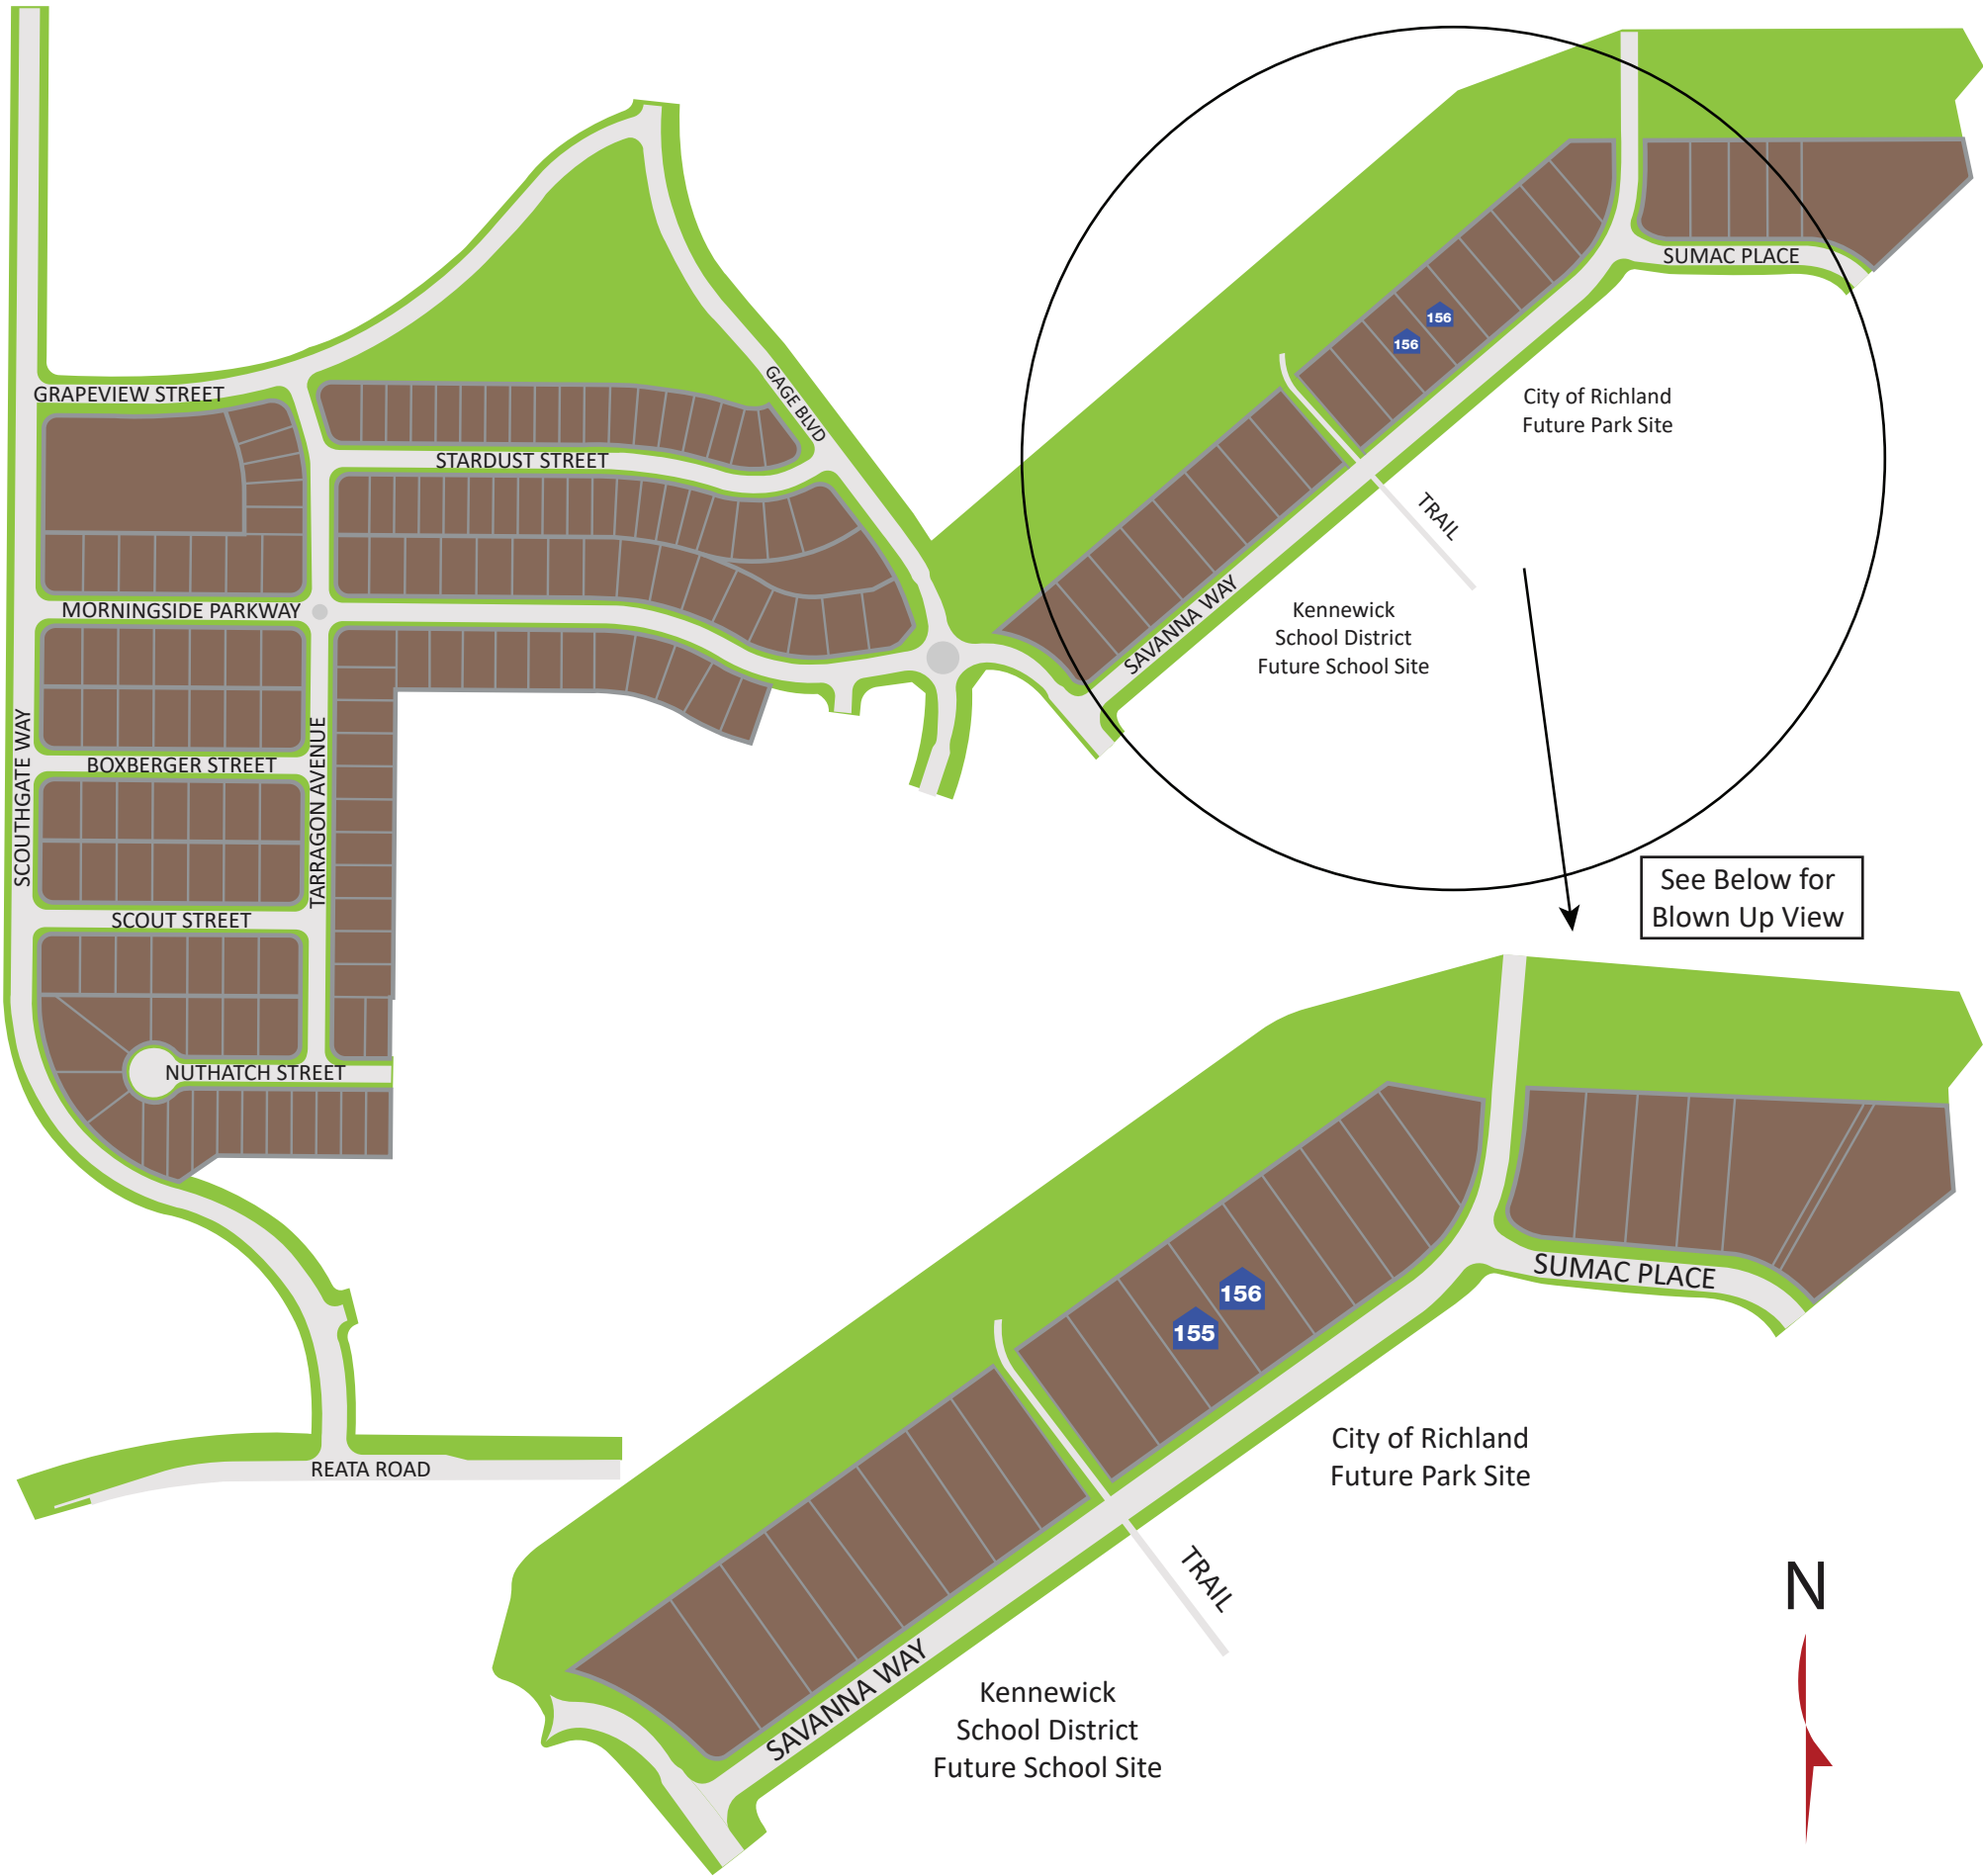 GRAPEVIEW STREET
STARDUST STREET
GAGE BLVD
MORNINGSIDE PARKWAY
SCOUTHGATE WAY
BOXBERGER STREET
TARRAGON AVENUE
SCOUT STREET
NUTHATCH STREET
REATA ROAD
SUMAC PLACE
156
156
City of Richland
Future Park Site
TRAIL
SAVANNA WAY
Kennewick
School District
Future School Site
See Below for
Blown Up View
SUMAC PLACE
156
155
City of Richland
Future Park Site
TRAIL
SAVANNA WAY
Kennewick
School District
Future School Site
N